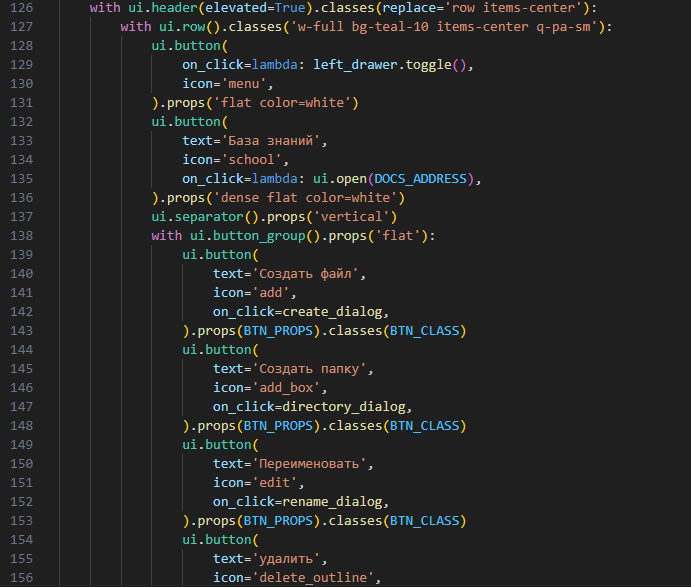 126 with ui.header(elevated=True).classes(replace='row items-center'):
127 with ui.row().classes('w-full bg-teal-10 items-center q-pa-sm'):
128 ui.button(
129 on_click=lambda: left_drawer.toggle(),
130 icon='menu',
131 ).props('flat color=white')
132 ui.button(
133 text='База знаний',
134 icon='school',
135 on_click=lambda: ui.open(DOCS_ADDRESS),
136 ).props('dense flat color=white')
137 ui.separator().props('vertical')
138 with ui.button_group().props('flat'):
139 ui.button(
140 text='Создать файл',
141 icon='add',
142 on_click=create_dialog,
143 ).props(BTN_PROPS).classes(BTN_CLASS)
144 ui.button(
145 text='Создать папку',
146 icon='add_box',
147 on_click=directory_dialog,
148 ).props(BTN_PROPS).classes(BTN_CLASS)
149 ui.button(
150 text='Переименовать',
151 icon='edit',
152 on_click=rename_dialog,
153 ).props(BTN_PROPS).classes(BTN_CLASS)
154 ui.button(
155 text='удалить',
156 icon='delete_outline',